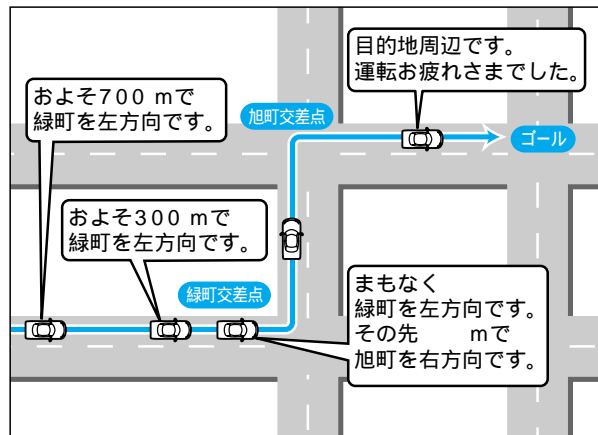 目的地周辺です。
運転お疲れさまでした。
およそ700 mで
緑町を左方向です。
旭町交差点
ゴール
およそ300 mで
緑町を左方向です。
緑町交差点
まもなく
緑町を左方向です。
その先　　mで
旭町を右方向です。